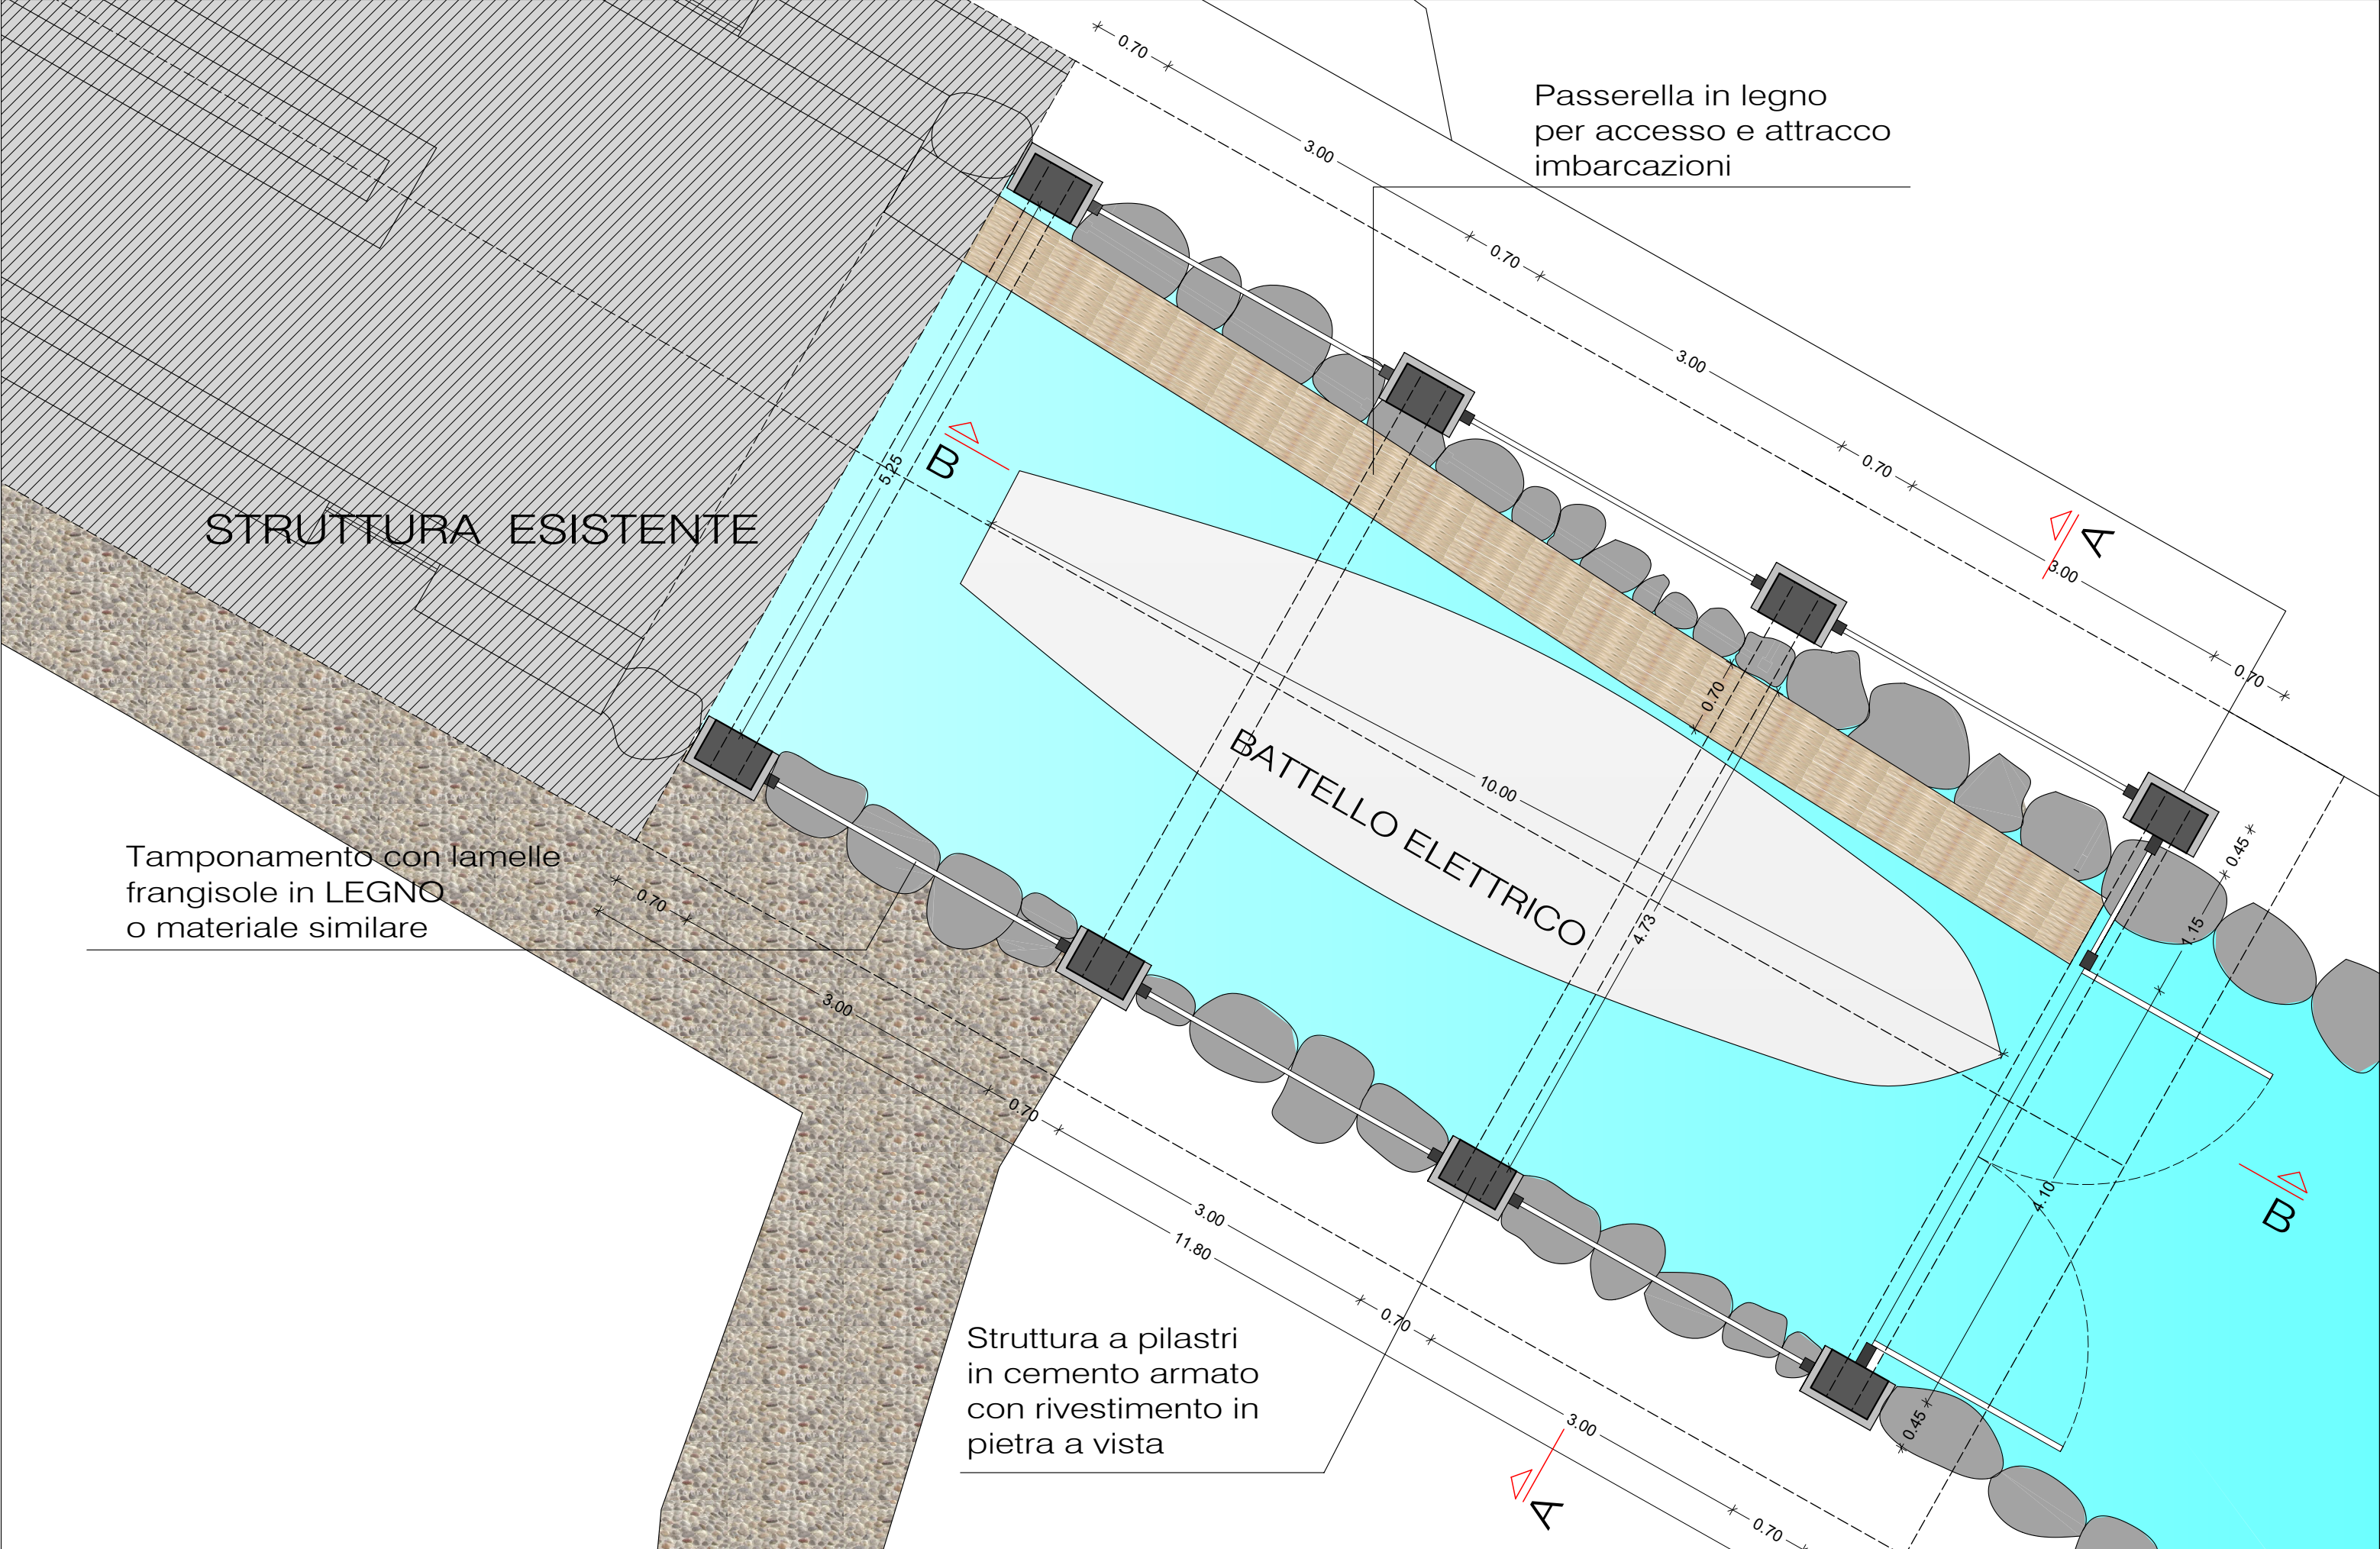 0.70
3.00
0.70
3.00
0.70
3.00
0.70
Passerella in legno
per accesso e attracco
imbarcazioni
A
B
5.25
STRUTTURA  ESISTENTE
0.70
BATTELLO ELETTRICO
10.00
4.73
0.45
1.15
4.10
0.45
B
Tamponamento con lamelle
frangisole in LEGNO
o materiale similare
0.70
3.00
0.70
3.00
11.80
0.70
3.00
0.70
Struttura a pilastri
in cemento armato
con rivestimento in
pietra a vista
A